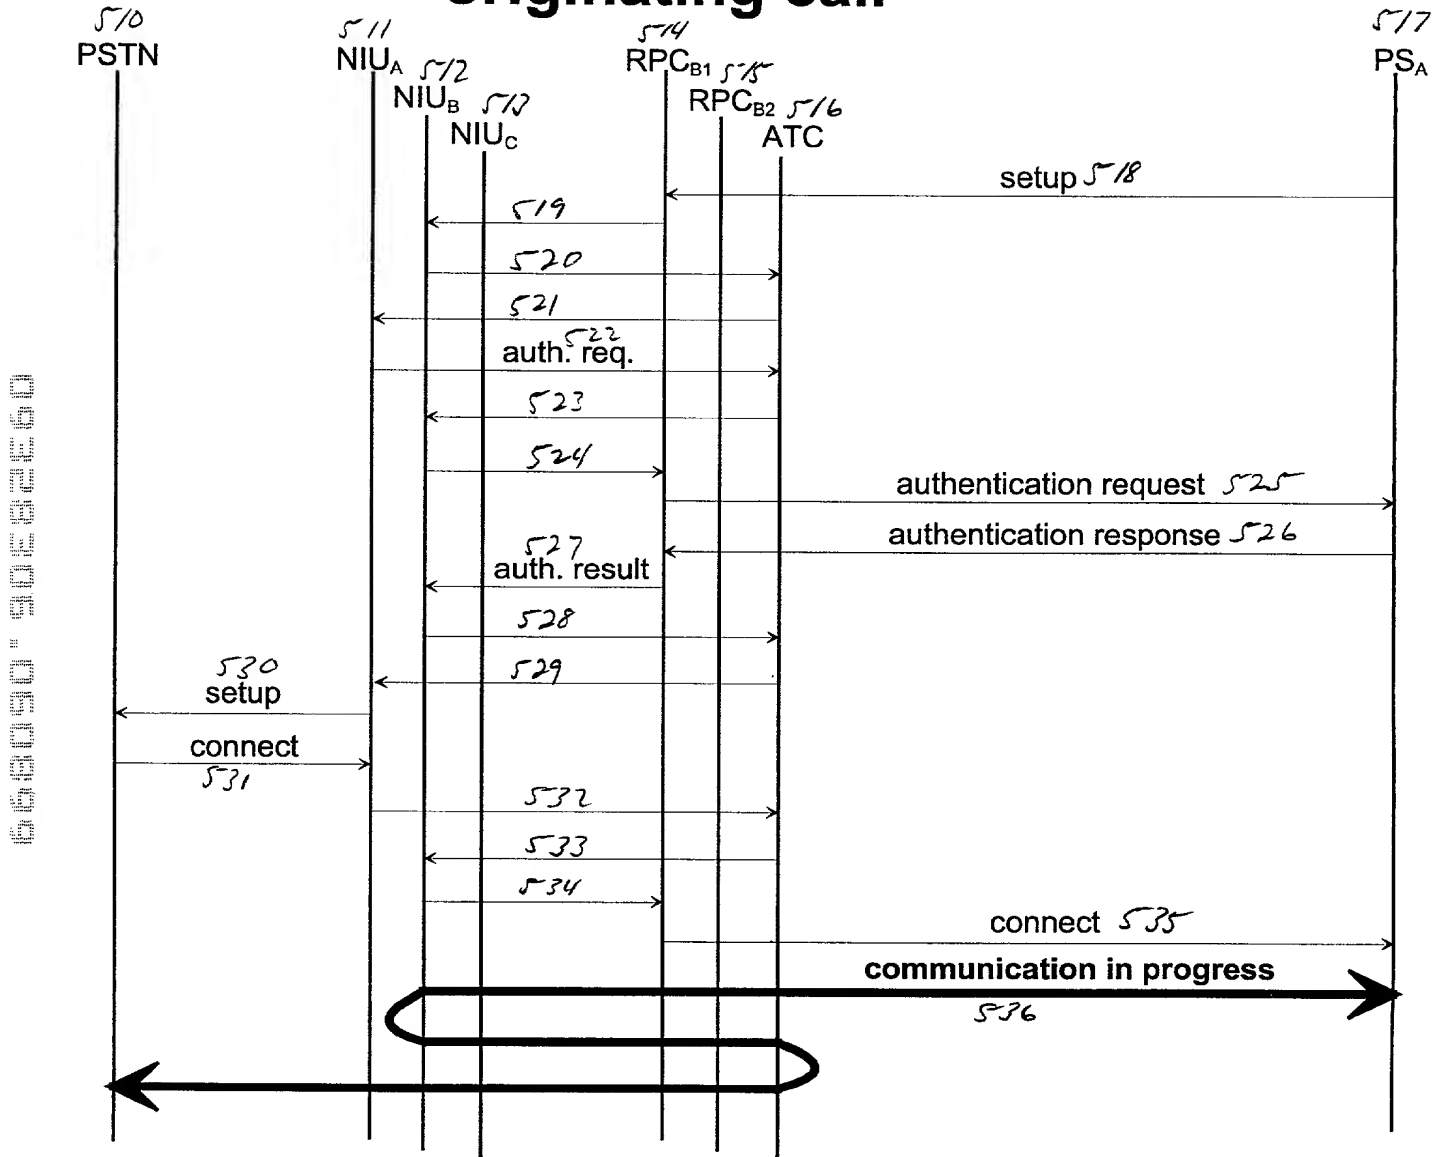 originating call
510
PSTN
511
NIUA
512
NIUB
513
NIUC
514
RPCB1
515
RPCB2
516
ATC
517
PSA
setup 518
519
520
521
522
auth. req.
523
524
authentication request 525
authentication response 526
527
auth. result
528
529
530
setup
connect
531
532
533
534
connect 535
communication in progress
536